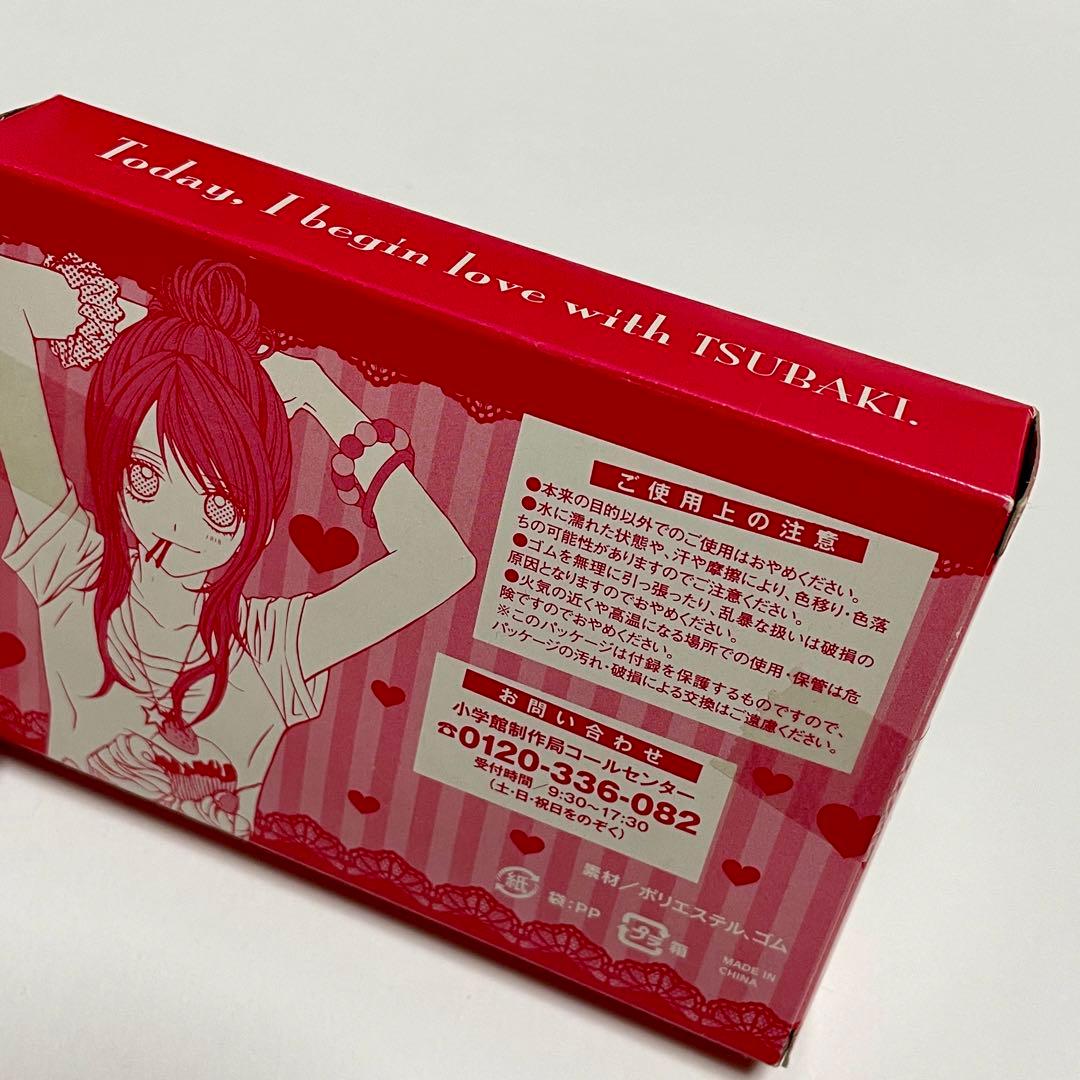 Today, I begin love with TSUBAKI.
ご使用上の注意
●本来の目的以外でのご使用はおやめください。
●水に濡れた状態や、汗や摩擦により、色移り・色落
ちの可能性がありますのでご注意ください。
●ゴムを無理に引っ張ったり、乱暴な扱いは破損の
原因となりますのでおやめください。
●火気の近くや高温になる場所での使用・保管は危
険ですのでおやめください。
※このパッケージは付録を保護するものですので、
パッケージの汚れ・破損による交換はご遠慮ください。
お問い合わせ
小学館制作局コールセンター
☎0120-336-082
受付時間/9:30~17:30
(土・日・祝日をのぞく)
素材/ポリエステル、ゴム
紙 袋:PP プラ 箱
MADE IN
CHINA